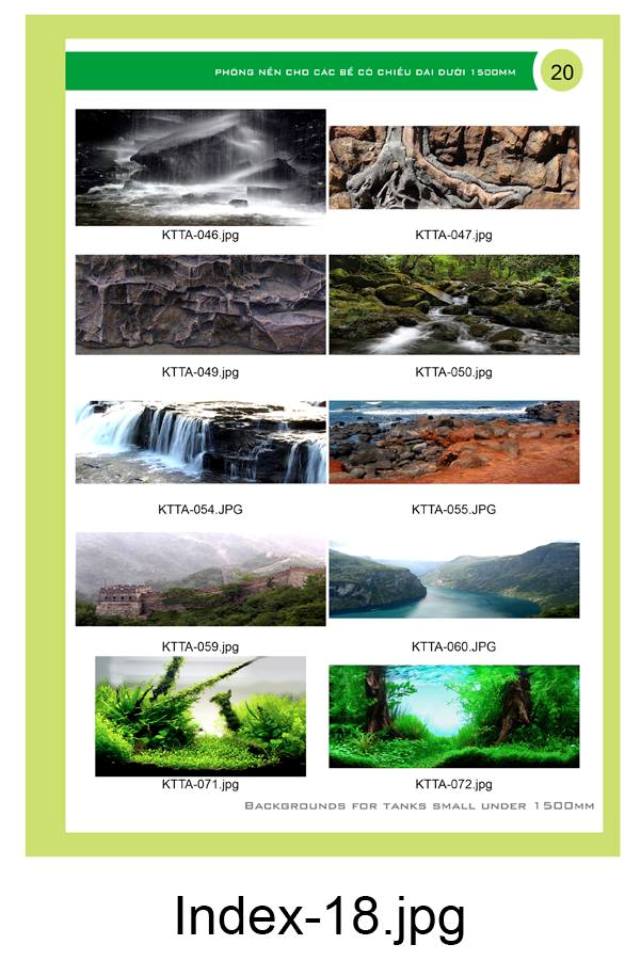 PHÔNG NỀN CHO CÁC BỂ CÓ CHIỀU DÀI DƯỚI 1500MM
20
KTTA-046.jpg KTTA-047.jpg
KTTA-049.jpg KTTA-050.jpg
KTTA-054.JPG KTTA-055.JPG
KTTA-059.jpg KTTA-060.JPG
KTTA-071.jpg KTTA-072.jpg
BACKGROUNDS FOR TANKS SMALL UNDER 1500MM
Index-18.jpg